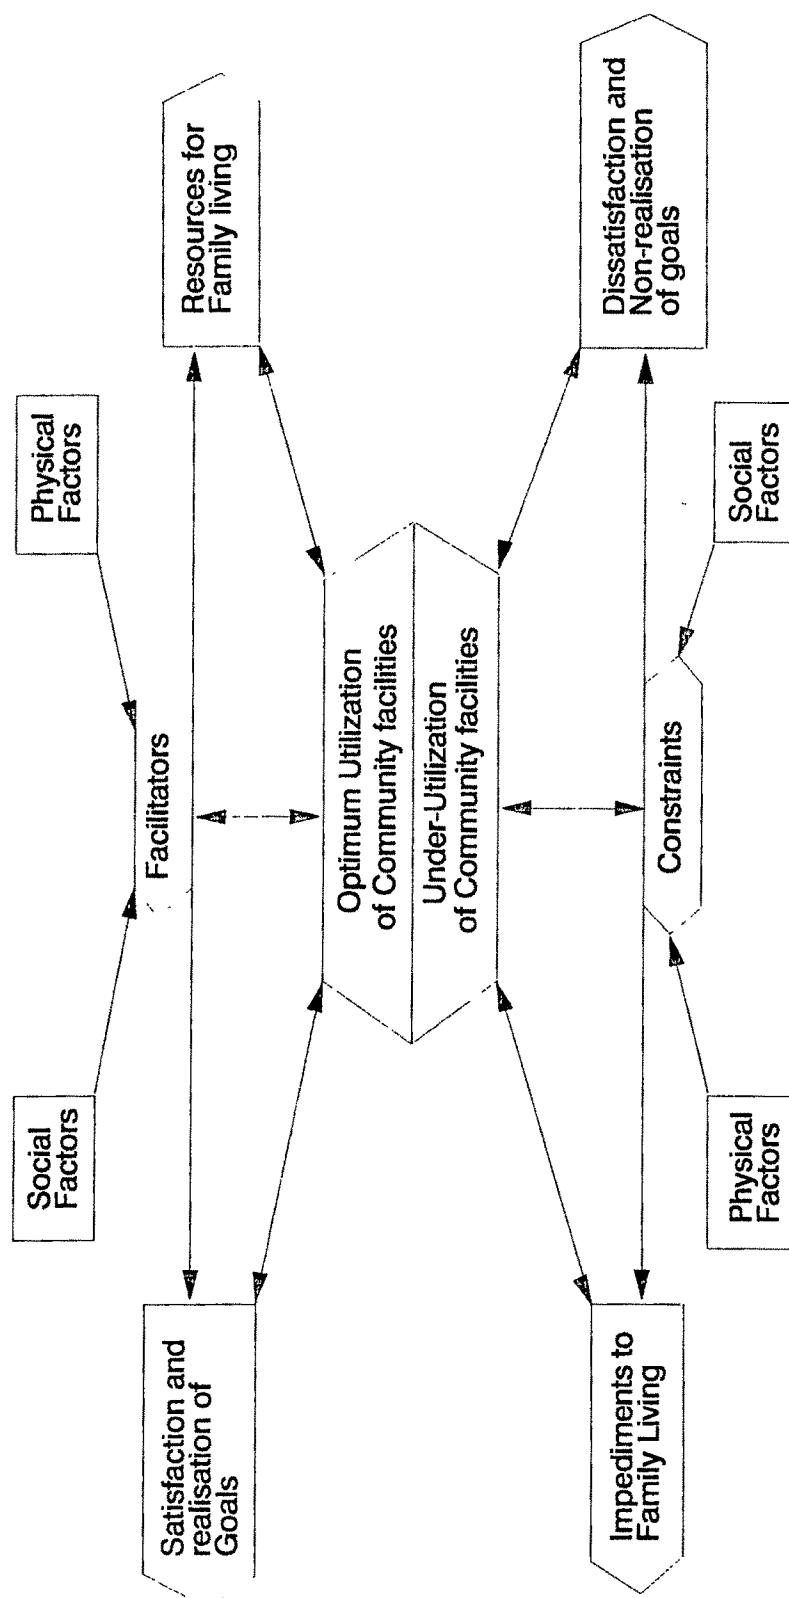 Social
Factors
Physical
Factors
Facilitators
Satisfaction and
realisation of
Goals
Resources for
Family living
Optimum Utilization
of Community facilities
Under-Utilization
of Community facilities
Impediments to
Family Living
Dissatisfaction and
Non-realisation
of goals
Constraints
Physical
Factors
Social
Factors